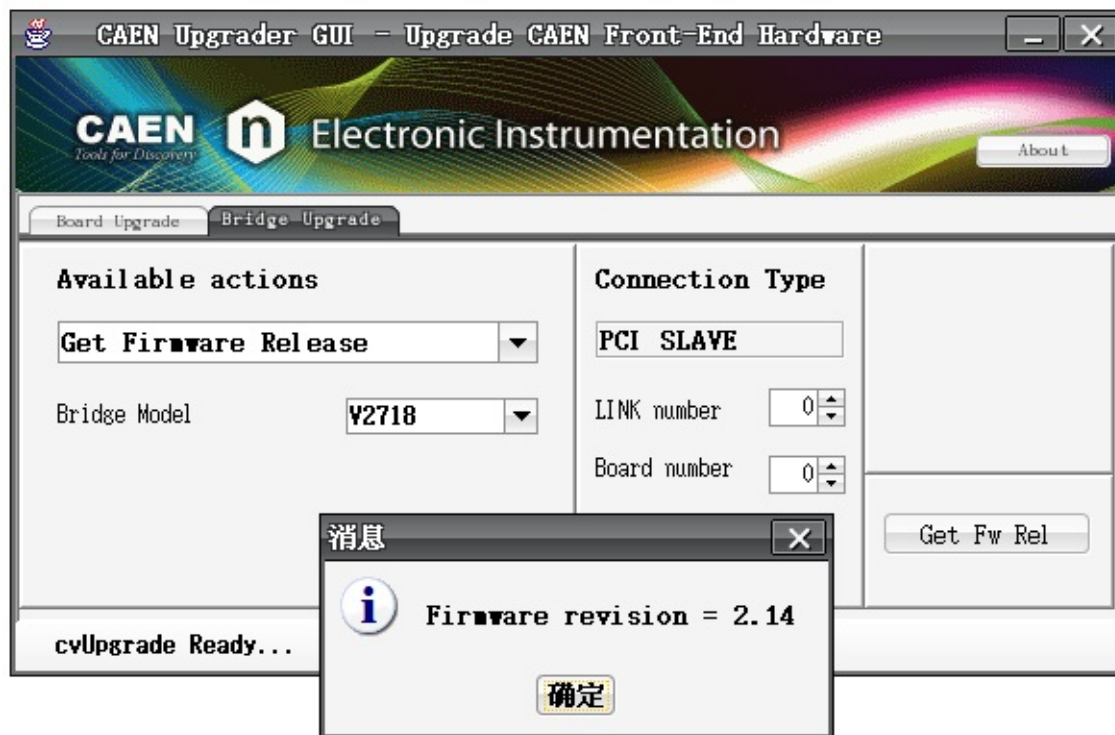 CAEN Upgrader GUI - Upgrade CAEN Front-End Hardware
CAEN n Electronic Instrumentation
Tools for Discovery
About
Board Upgrade Bridge Upgrade
Available actions
Get Firmware Release
Bridge Model V2718
Connection Type
PCI SLAVE
LINK number 0
Board number 0
Get Fw Rel
消息
Firmware revision = 2.14
确定
cvUpgrade Ready...